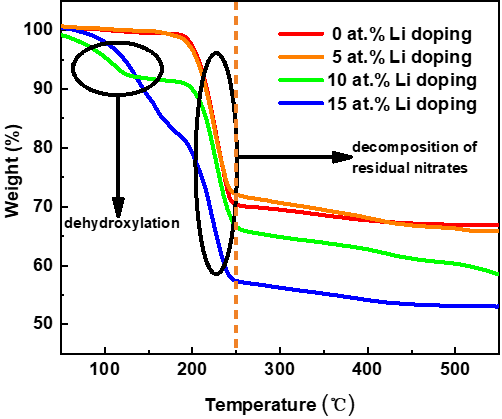 0 at.% Li doping
5 at.% Li doping
10 at.% Li doping
15 at.% Li doping
decomposition of
residual nitrates
dehydroxylation
Weight (%)
100
90
80
70
60
50
100
200
300
400
500
Temperature (℃)